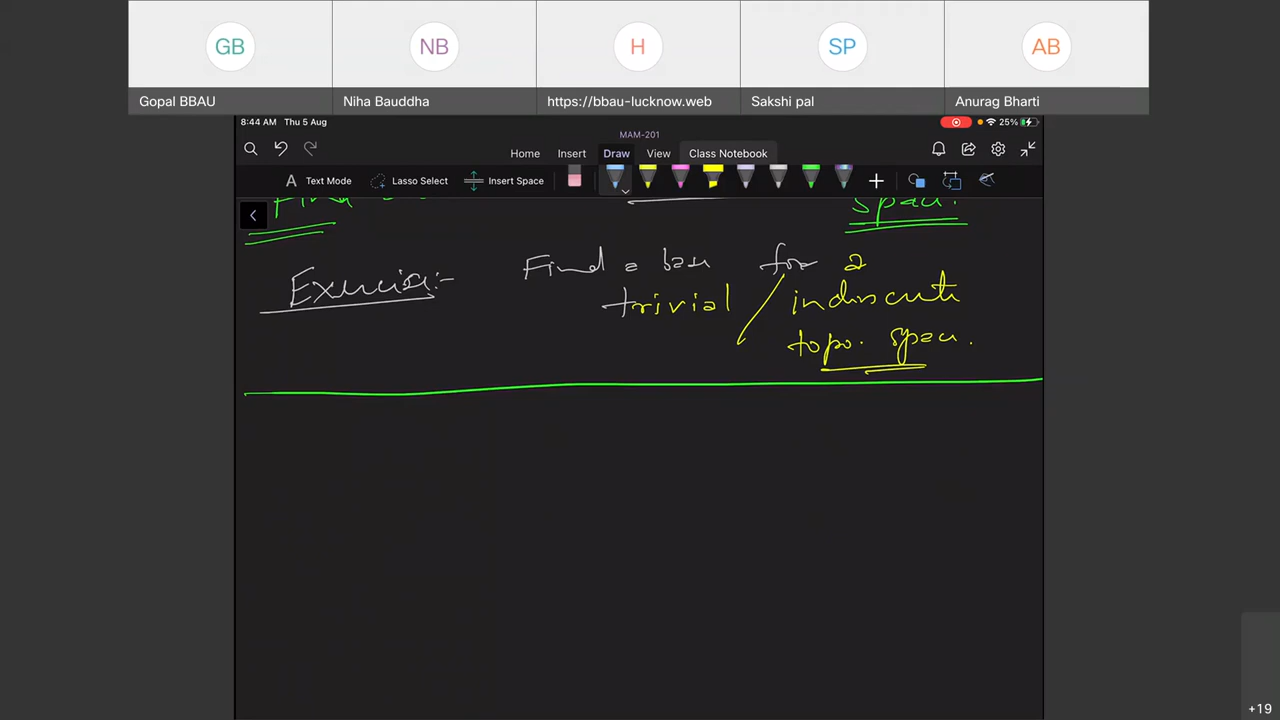 GB NB H SP AB
Gopal BBAU Niha Bauddha https://bbau-lucknow.web Sakshi pal Anurag Bharti
8:44 AM Thu 5 Aug 25%
MAM-201
Home Insert Draw View Class Notebook
A Text Mode Lasso Select Insert Space
Find
Space.
Exercise:- Find a base for a
trivial / indiscrete
topo. space.
+19